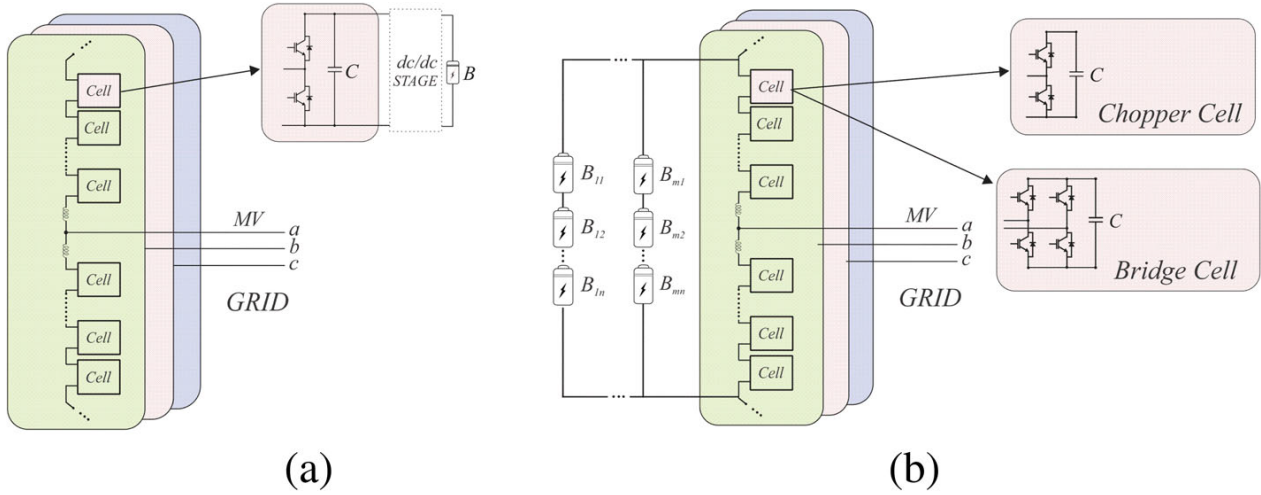 Cell
Cell
Cell
Cell
Cell
Cell
C
dc/dc
STAGE
B
MV
a
b
c
GRID
(a)
B11
B12
B1n
Bm1
Bm2
Bmn
Cell
Cell
Cell
Cell
Cell
Cell
MV
a
b
c
GRID
C
Chopper Cell
C
Bridge Cell
(b)